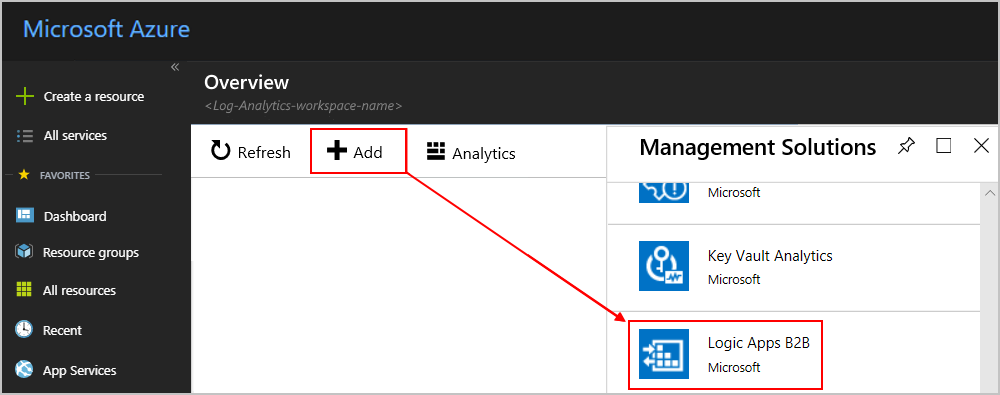 Microsoft Azure
«
Create a resource
All services
FAVORITES
Dashboard
Resource groups
All resources
Recent
App Services
Overview
<Log-Analytics-workspace-name>
Refresh
Add
Analytics
Management Solutions
Microsoft
Key Vault Analytics
Microsoft
Logic Apps B2B
Microsoft